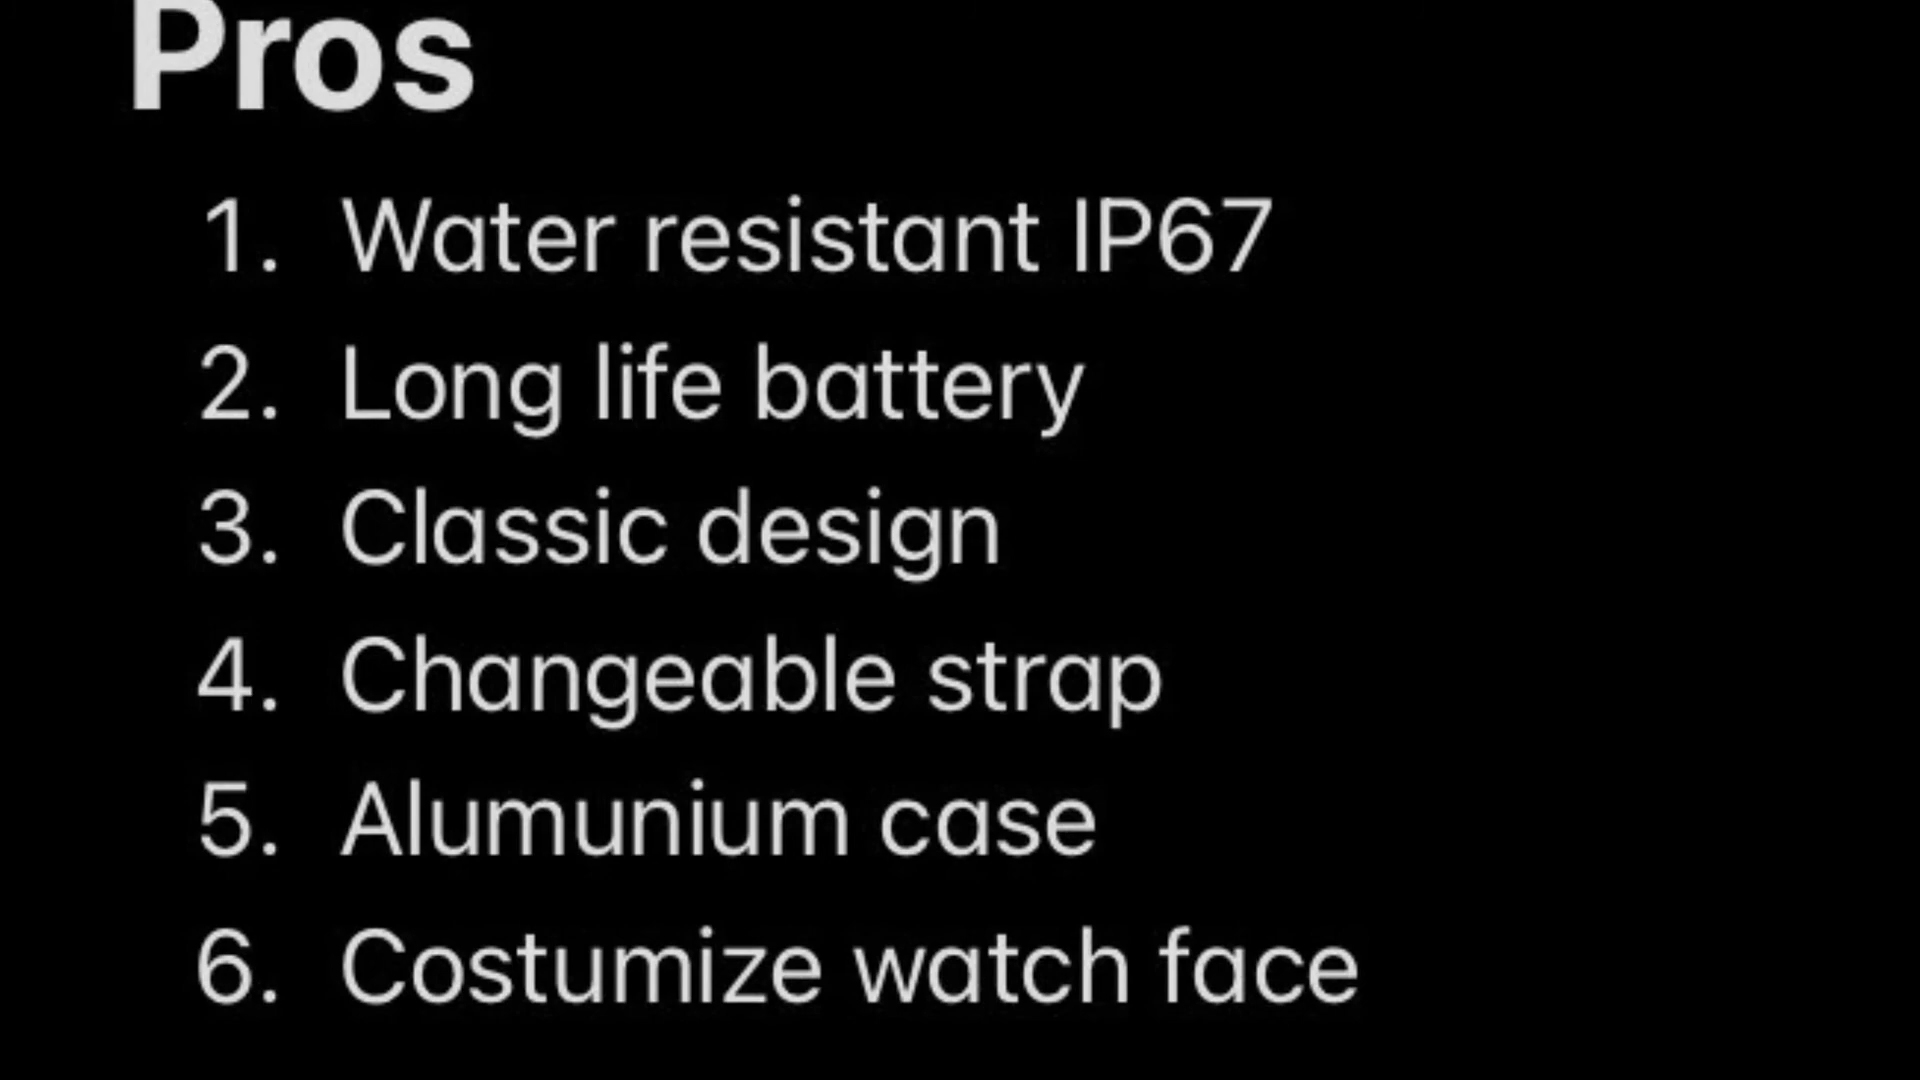 Pros
1. Water resistant IP67
2. Long life battery
3. Classic design
4. Changeable strap
5. Alumunium case
6. Costumize watch face